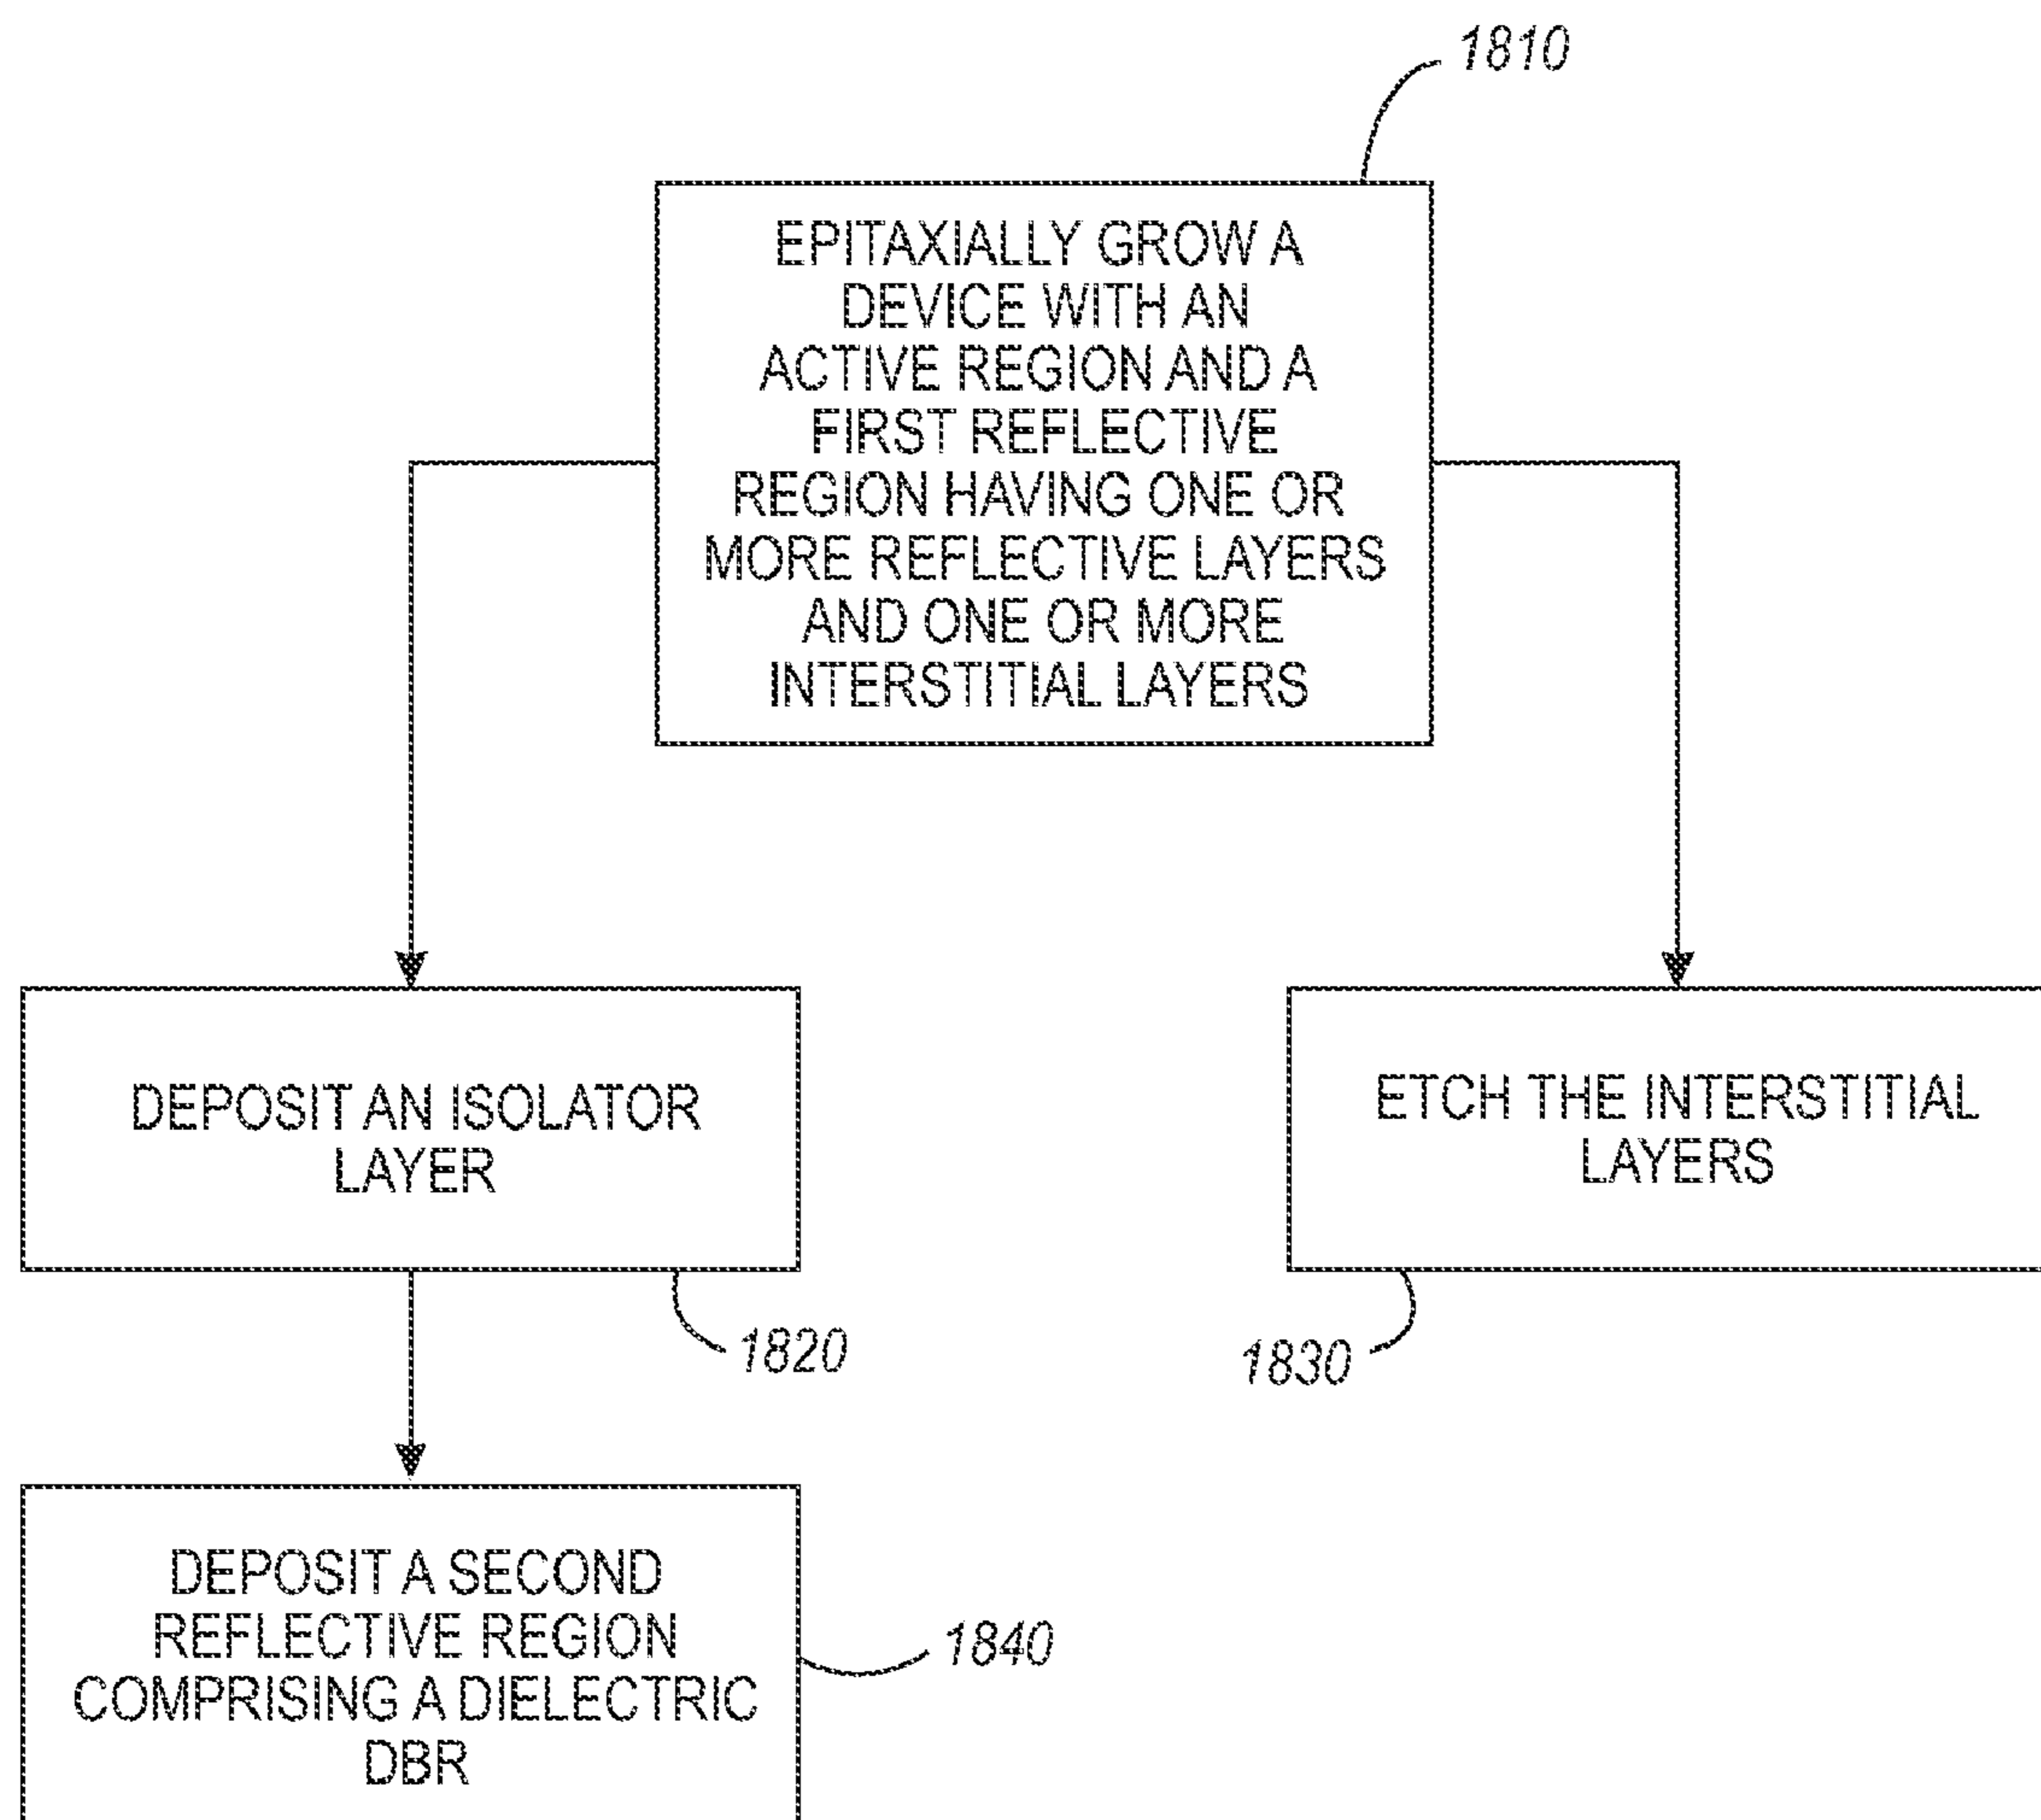 1810
EPITAXIALLY GROW A
DEVICE WITH AN
ACTIVE REGION AND A
FIRST REFLECTIVE
REGION HAVING ONE OR
MORE REFLECTIVE LAYERS
AND ONE OR MORE
INTERSTITIAL LAYERS
DEPOSIT AN ISOLATOR
LAYER
1820
ETCH THE INTERSTITIAL
LAYERS
1830
DEPOSIT A SECOND
REFLECTIVE REGION
COMPRISING A DIELECTRIC
DBR
1840